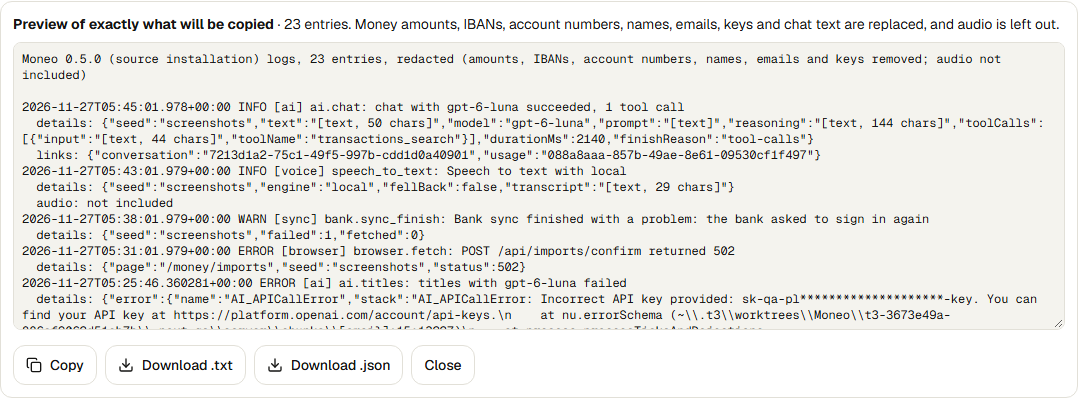 Preview of exactly what will be copied · 23 entries. Money amounts, IBANs, account numbers, names, emails, keys and chat text are replaced, and audio is left out.
Moneo 0.5.0 (source installation) logs, 23 entries, redacted (amounts, IBANs, account numbers, names, emails and keys removed; audio not
included)
2026-11-27T05:45:01.978+00:00 INFO [ai] ai.chat: chat with gpt-6-luna succeeded, 1 tool call
details: {"seed":"screenshots","text":"[text, 50 chars]","model":"gpt-6-luna","prompt":"[text]","reasoning":"[text, 144 chars]","toolCalls":
[{"input":"[text, 44 chars]","toolName":"transactions_search"}],"durationMs":2140,"finishReason":"tool-calls"}
links: {"conversation":"7213d1a2-75c1-49f5-997b-cdd1d0a40901","usage":"088a8aaa-857b-49ae-8e61-09530cf1f497"}
2026-11-27T05:43:01.979+00:00 INFO [voice] speech_to_text: Speech to text with local
details: {"seed":"screenshots","engine":"local","fellBack":false,"transcript":"[text, 29 chars]"}
audio: not included
2026-11-27T05:38:01.979+00:00 WARN [sync] bank.sync_finish: Bank sync finished with a problem: the bank asked to sign in again
details: {"seed":"screenshots","failed":1,"fetched":0}
2026-11-27T05:31:01.979+00:00 ERROR [browser] browser.fetch: POST /api/imports/confirm returned 502
details: {"page":"/money/imports","seed":"screenshots","status":502}
2026-11-27T05:25:46.360281+00:00 ERROR [ai] ai.titles: titles with gpt-6-luna failed
details: {"error":{"name":"AI_APICallError","stack":"AI_APICallError: Incorrect API key provided: sk-qa-pl********************-key. You can
find your API key at https://platform.openai.com/account/api-keys.\n    at nu.errorSchema (~\\.t3\\worktrees\\Moneo\\t3-3673e49a-
Copy
Download .txt
Download .json
Close